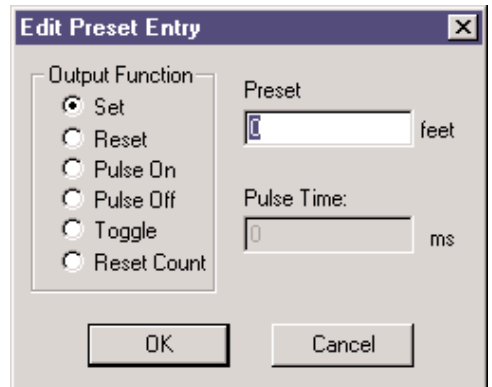 Edit Preset Entry
Output Function
Set
Reset
Pulse On
Pulse Off
Toggle
Reset Count
Preset
0 feet
Pulse Time:
0 ms
OK Cancel